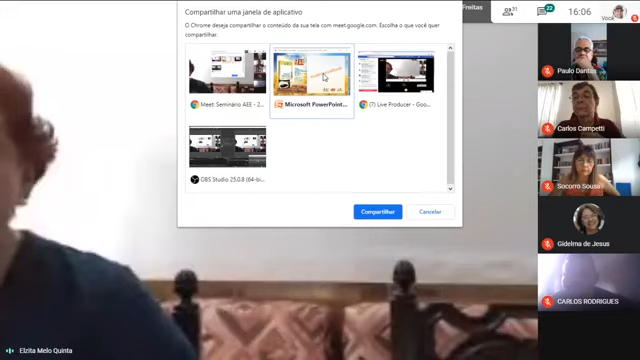 Compartilhar uma janela de aplicativo
O Chrome deseja compartilhar o conteúdo da sua tela com meet.google.com. Escolha o que você quer
compartilhar.
Meet: Seminário AEE - 2...
Microsoft PowerPoint...
(7) Live Producer - Goo...
OBS Studio 25.0.8 (64-bi...
Compartilhar
Cancelar
Freitas
31
22
16:06
Você
Paulo Dantas
Carlos Campetti
Socorro Sousa
Gidelma de Jesus
CARLOS RODRIGUES
Elzita Melo Quinta